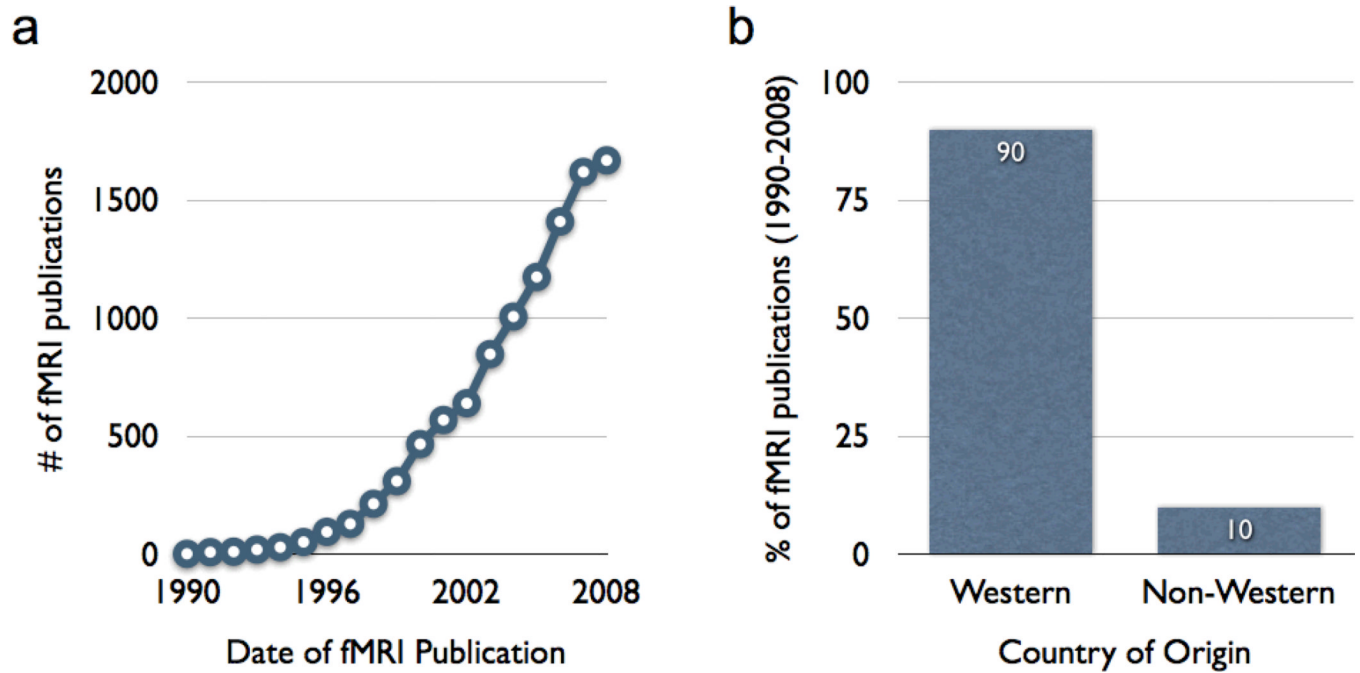 a
# of fMRI publications
2000
1500
1000
500
0
1990 1996 2002 2008
Date of fMRI Publication
b
% of fMRI publications (1990-2008)
100
75
50
25
0
90
10
Western Non-Western
Country of Origin